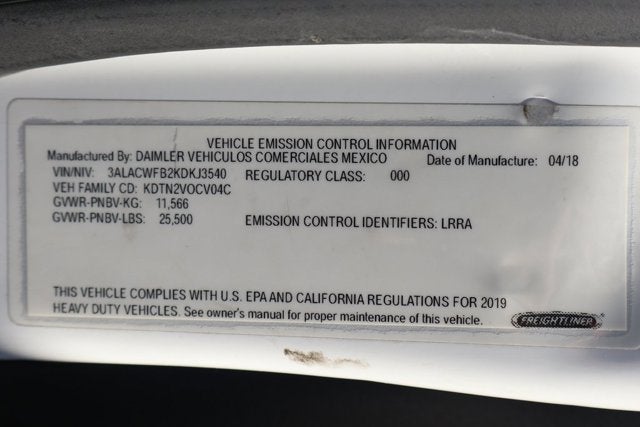 VEHICLE EMISSION CONTROL INFORMATION
Manufactured By: DAIMLER VEHICULOS COMERCIALES MEXICO Date of Manufacture: 04/18
VIN/NIV: 3ALACWFB2KDKJ3540 REGULATORY CLASS: 000
VEH FAMILY CD: KDTN2VOCV04C
GVWR-PNBV-KG: 11,566
GVWR-PNBV-LBS: 25,500 EMISSION CONTROL IDENTIFIERS: LRRA
THIS VEHICLE COMPLIES WITH U.S. EPA AND CALIFORNIA REGULATIONS FOR 2019
HEAVY DUTY VEHICLES. See owner's manual for proper maintenance of this vehicle.
FREIGHTLINER